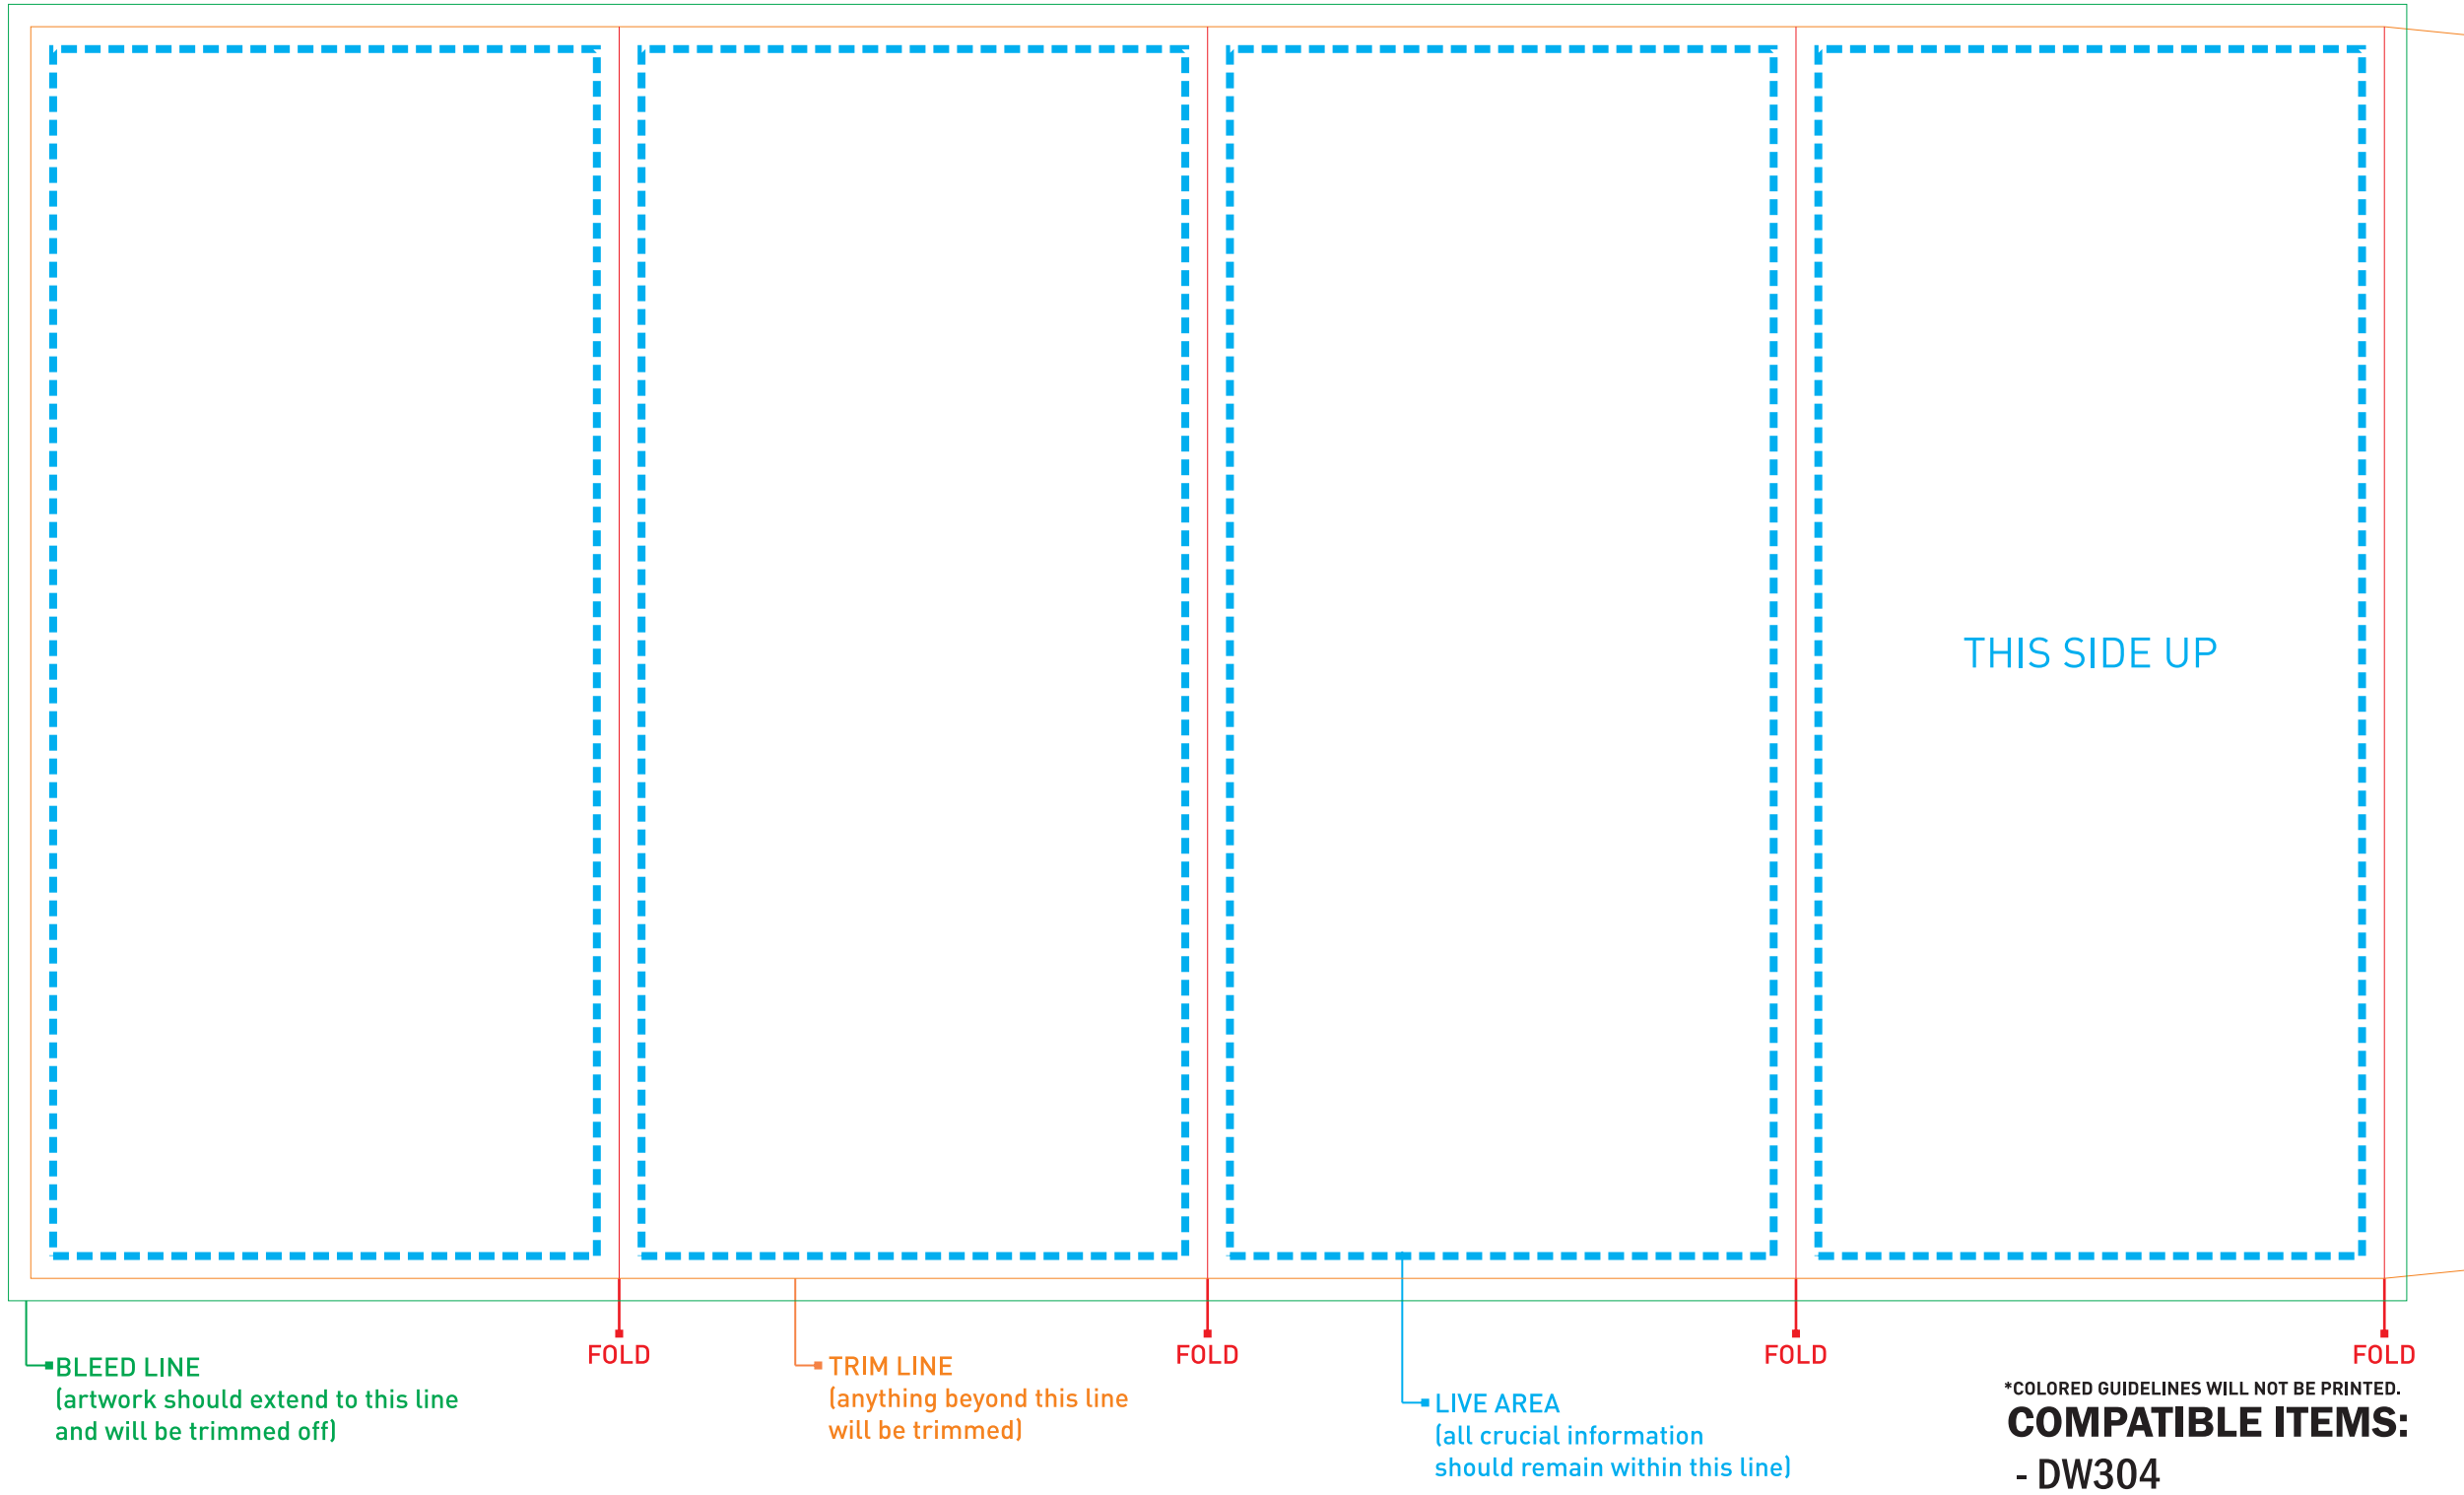 THIS SIDE UP
FOLD
FOLD
FOLD
FOLD
BLEED LINE
(artwork should extend to this line
and will be trimmed off)
TRIM LINE
(anything beyond this line
will be trimmed)
LIVE AREA
(all crucial information
should remain within this line)
*COLORED GUIDELINES WILL NOT BE PRINTED.
COMPATIBLE ITEMS:
- DW304